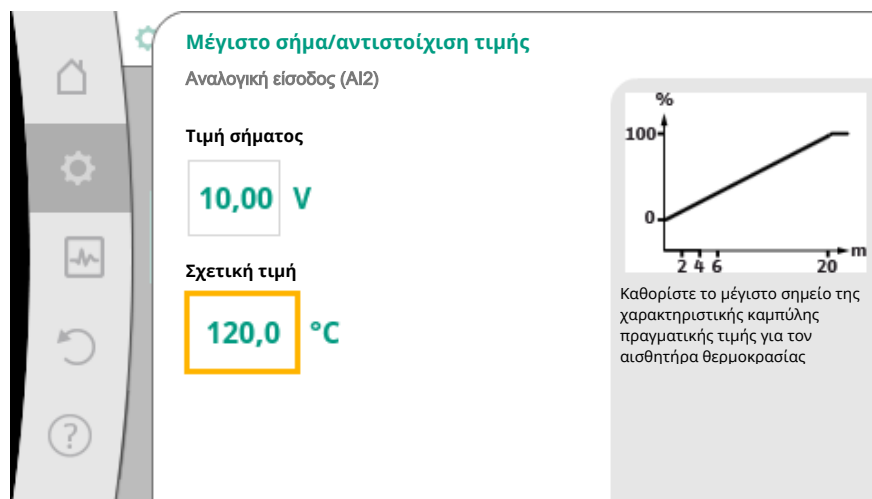 Μέγιστο σήμα/αντιστοίχιση τιμής
Αναλογική είσοδος (AI2)
Τιμή σήματος
10,00 V
Σχετική τιμή
120,0 °C
%
100
0
2 4 6 20 m
Καθορίστε το μέγιστο σημείο της
χαρακτηριστικής καμπύλης
πραγματικής τιμής για τον
αισθητήρα θερμοκρασίας
?